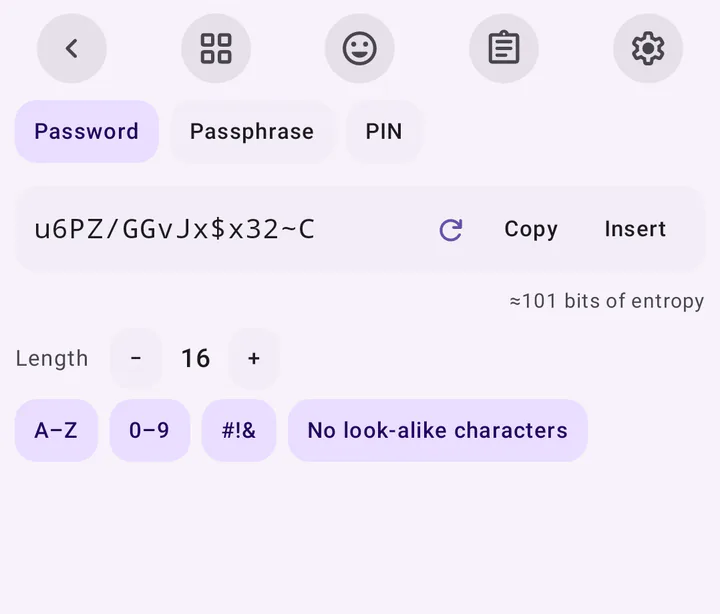 Password Passphrase PIN
u6PZ/GGvJx$x32~C Copy Insert
≈101 bits of entropy
Length − 16 +
A–Z 0–9 #!& No look-alike characters